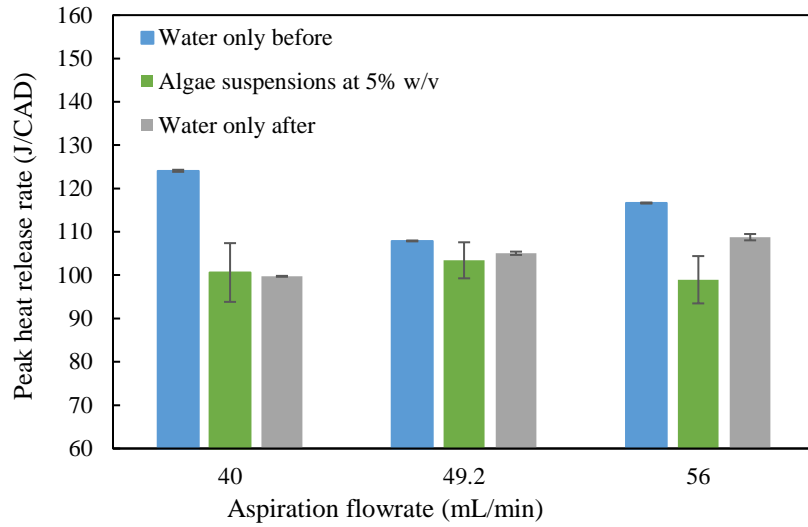 Peak heat release rate (J/CAD)
160
150
140
130
120
110
100
90
80
70
60
Water only before
Algae suspensions at 5% w/v
Water only after
40 49.2 56
Aspiration flowrate (mL/min)